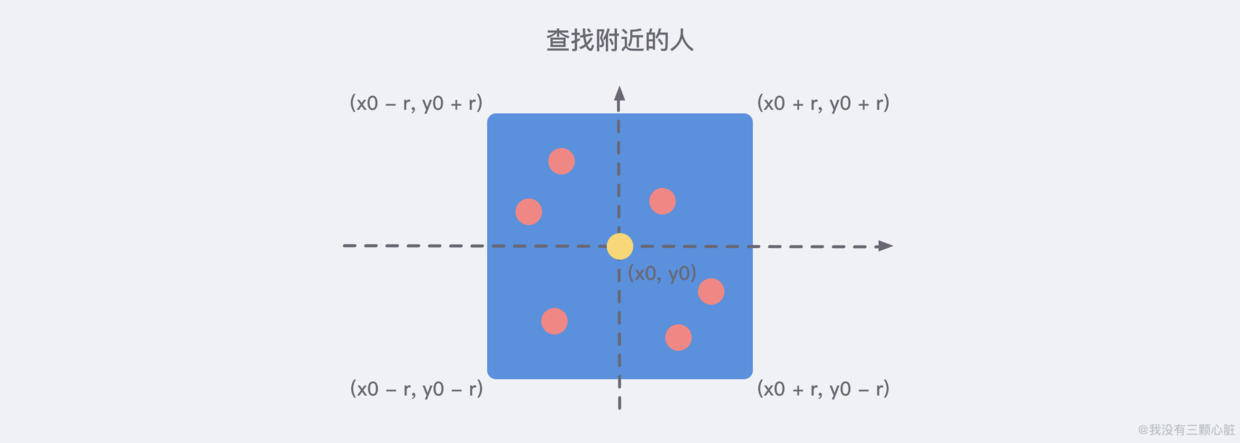 查找附近的人
(x0 – r, y0 + r)
(x0 + r, y0 + r)
(x0, y0)
(x0 – r, y0 – r)
(x0 + r, y0 – r)
@我没有三颗心脏